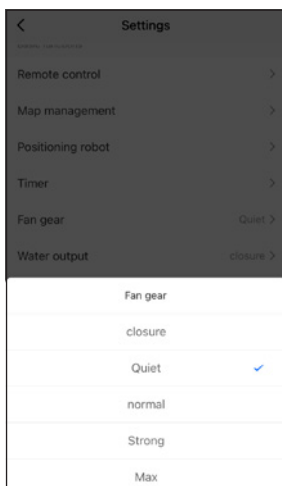 Settings
Remote control
Map management
Positioning robot
Timer
Fan gear Quiet
Water output closure
Fan gear
closure
Quiet
normal
Strong
Max